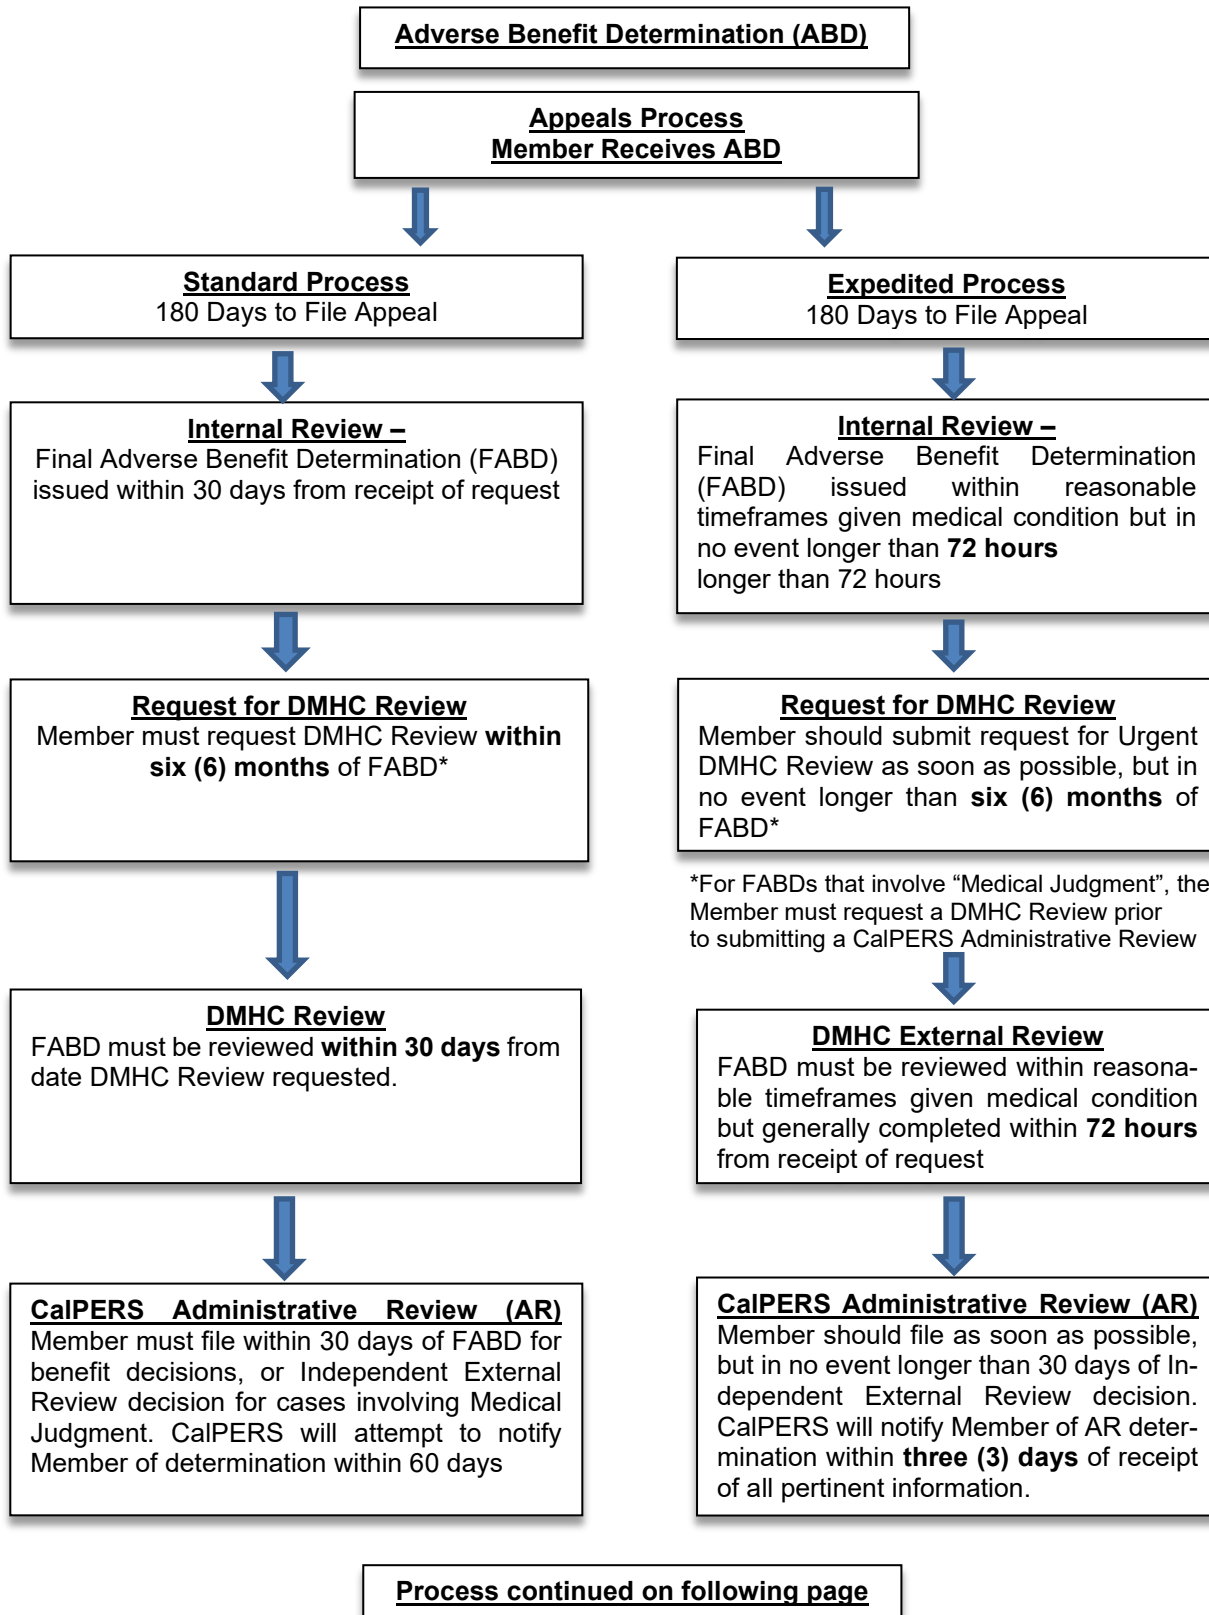 Adverse Benefit Determination (ABD)
Appeals Process
Member Receives ABD
Standard Process
180 Days to File Appeal
Expedited Process
180 Days to File Appeal
Internal Review –
Final Adverse Benefit Determination (FABD)
issued within 30 days from receipt of request
Internal Review –
Final Adverse Benefit Determination
(FABD) issued within reasonable
timeframes given medical condition but in
no event longer than 72 hours
longer than 72 hours
Request for DMHC Review
Member must request DMHC Review within
six (6) months of FABD*
Request for DMHC Review
Member should submit request for Urgent
DMHC Review as soon as possible, but in
no event longer than six (6) months of
FABD*
*For FABDs that involve “Medical Judgment”, the
Member must request a DMHC Review prior
to submitting a CalPERS Administrative Review
DMHC Review
FABD must be reviewed within 30 days from
date DMHC Review requested.
DMHC External Review
FABD must be reviewed within reasona-
ble timeframes given medical condition
but generally completed within 72 hours
from receipt of request
CalPERS Administrative Review (AR)
Member must file within 30 days of FABD for
benefit decisions, or Independent External
Review decision for cases involving Medical
Judgment. CalPERS will attempt to notify
Member of determination within 60 days
CalPERS Administrative Review (AR)
Member should file as soon as possible,
but in no event longer than 30 days of In-
dependent External Review decision.
CalPERS will notify Member of AR deter-
mination within three (3) days of receipt
of all pertinent information.
Process continued on following page